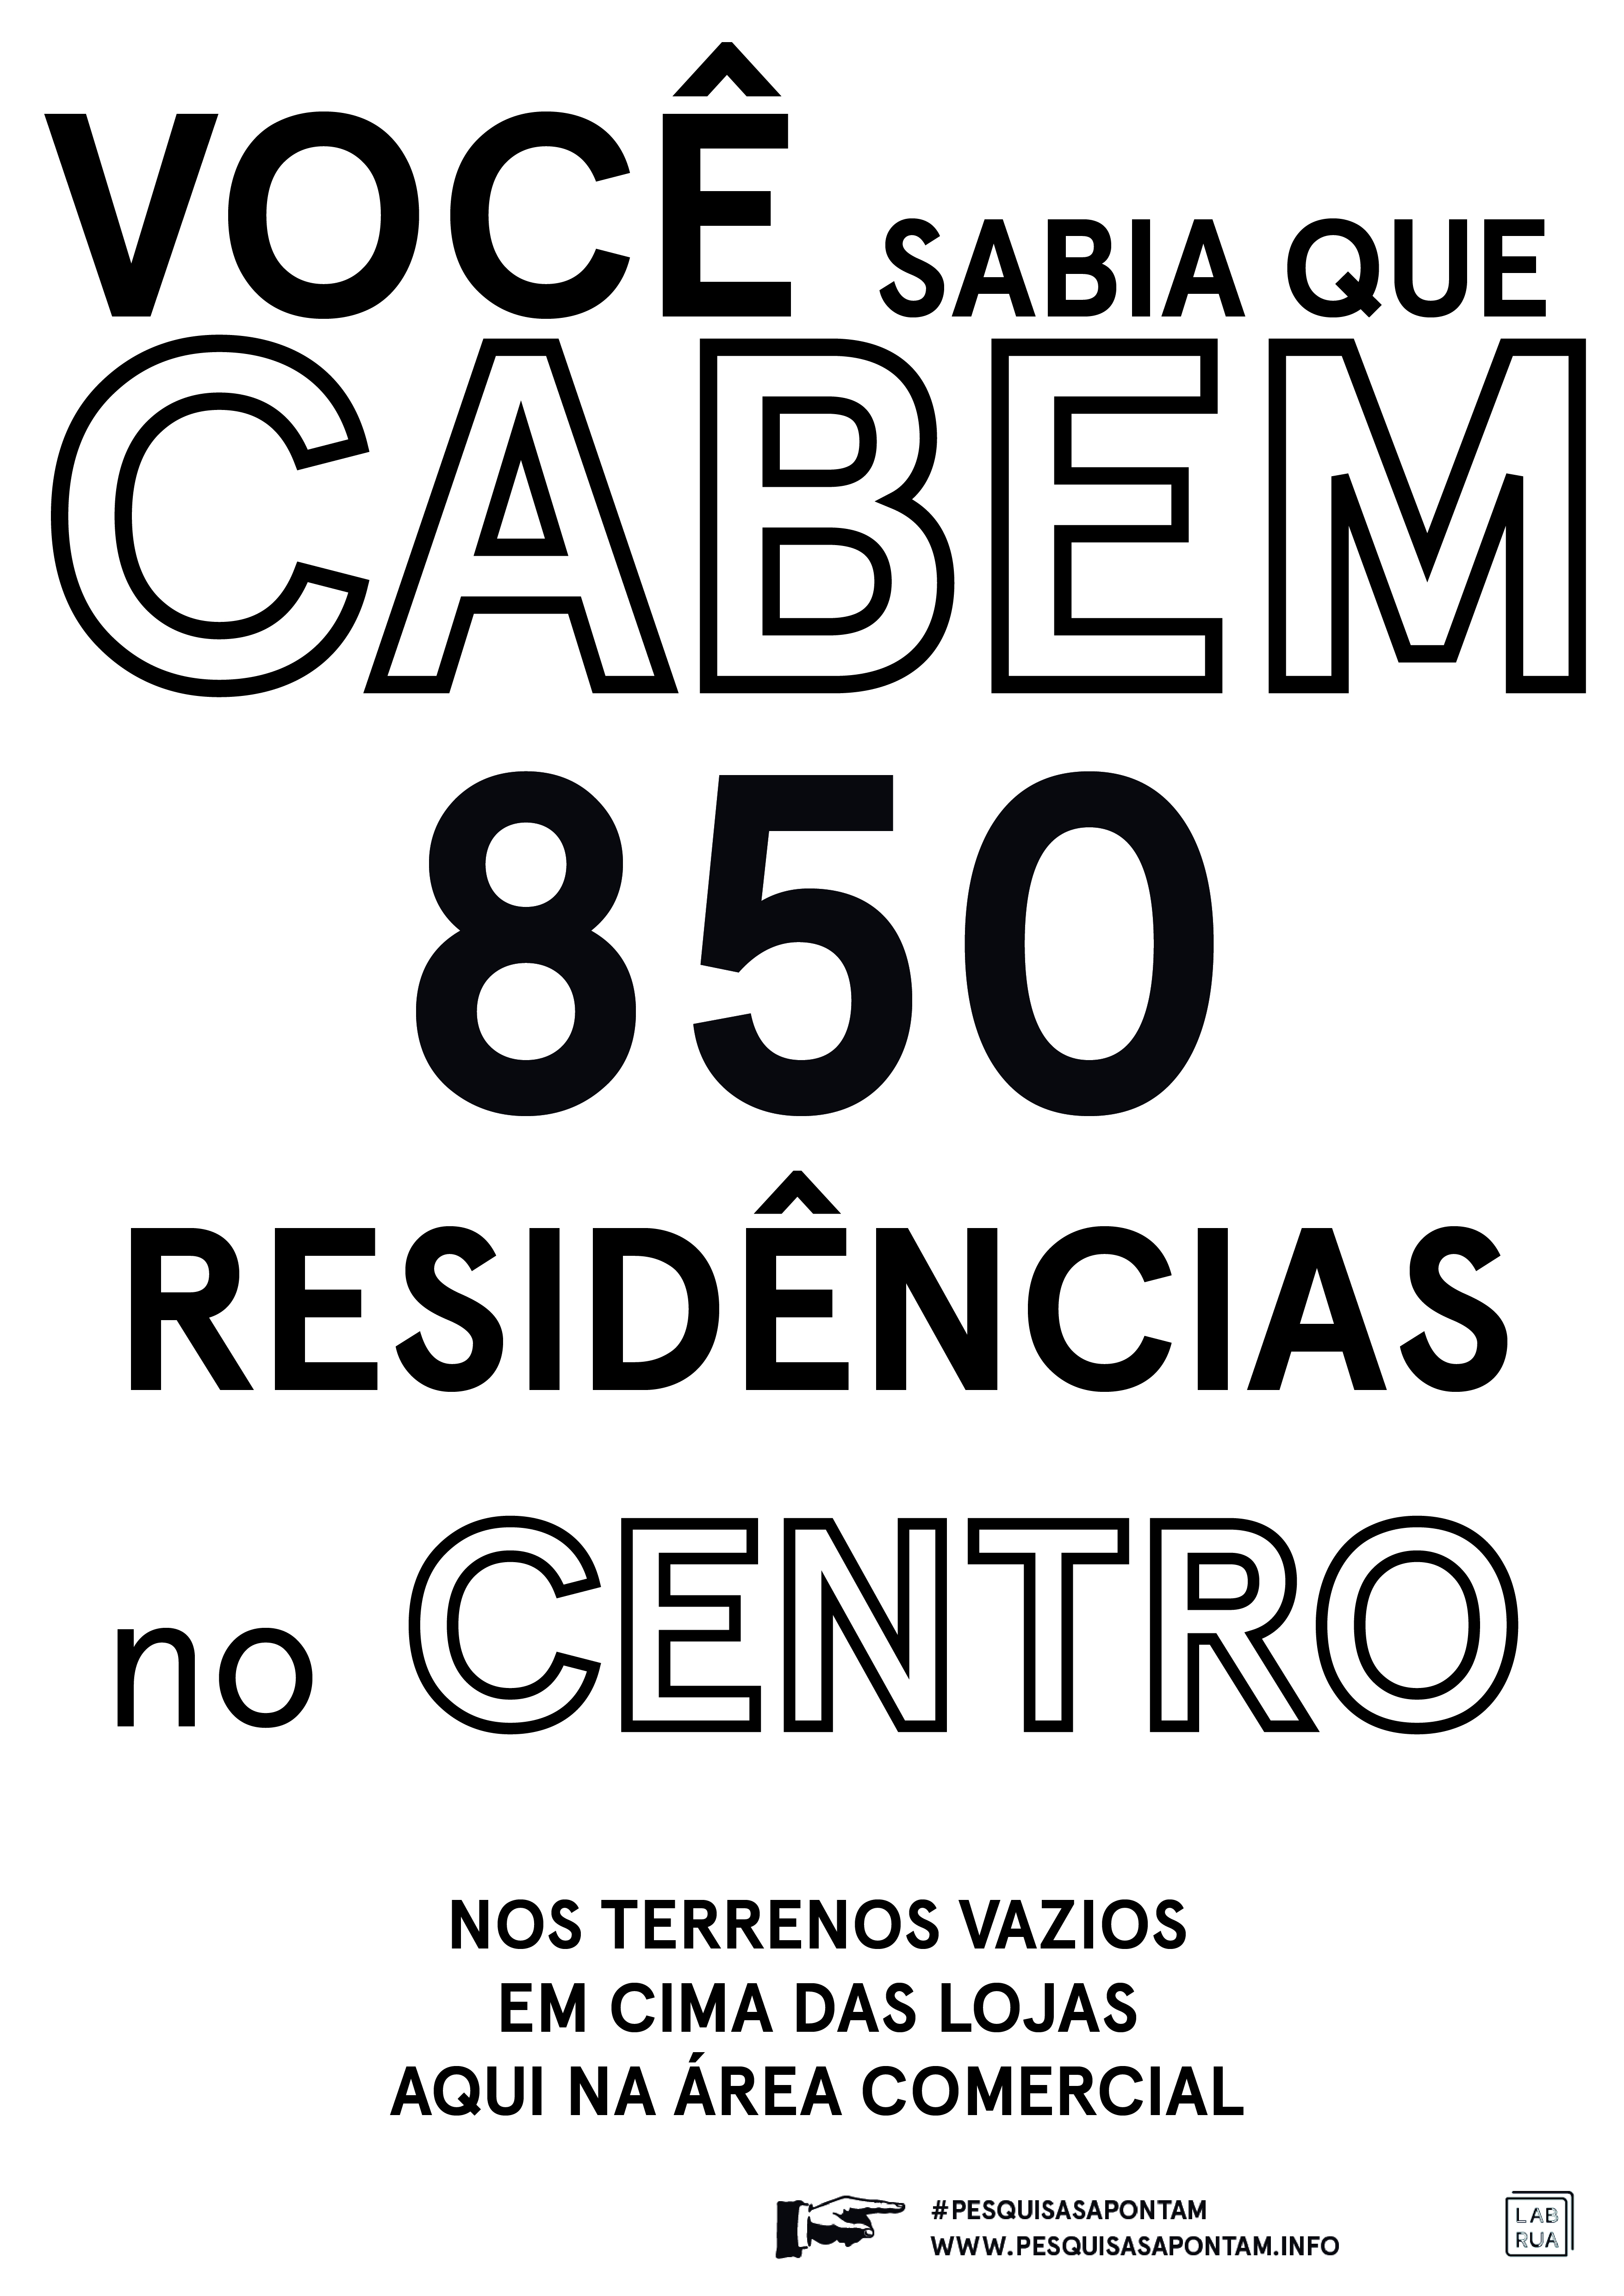 VOCÊ SABIA QUE
CABEM
850
RESIDÊNCIAS
no CENTRO
NOS TERRENOS VAZIOS
EM CIMA DAS LOJAS
AQUI NA ÁREA COMERCIAL
#PESQUISASAPONTAM
WWW.PESQUISASAPONTAM.INFO
LAB
RUA